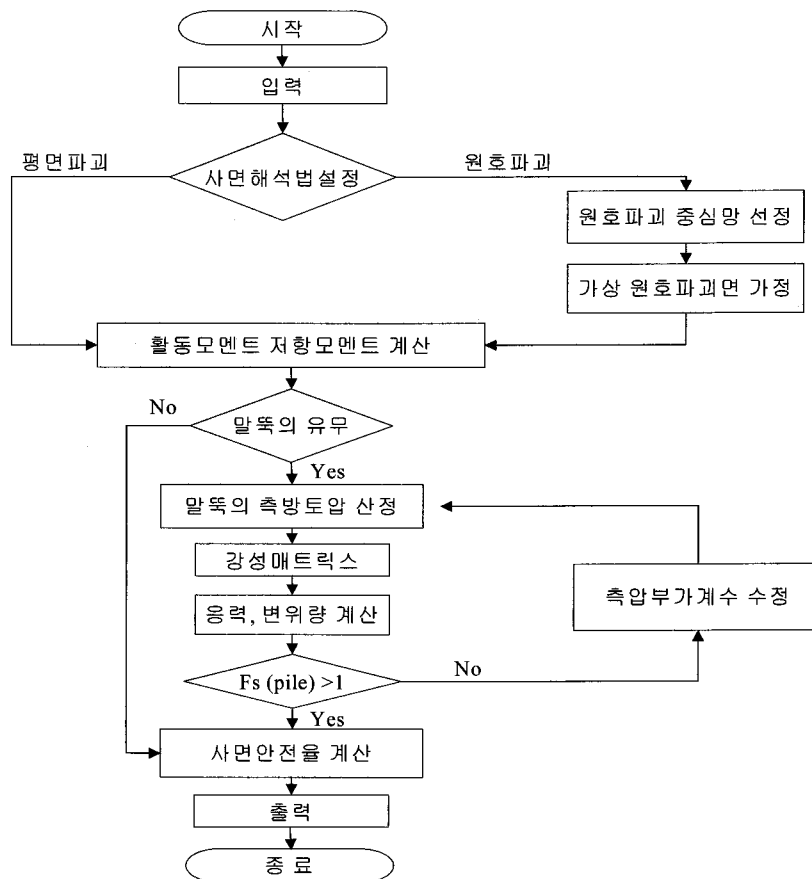 시작
입력
평면파괴
원호파괴
사면해석법설정
원호파괴 중심망 선정
가상 원호파괴면 가정
활동모멘트 저항모멘트 계산
No
말뚝의 유무
Yes
말뚝의 측방토압 산정
강성매트릭스
측압부가계수 수정
응력, 변위량 계산
No
Fs (pile) >1
Yes
사면안전율 계산
출력
종 료